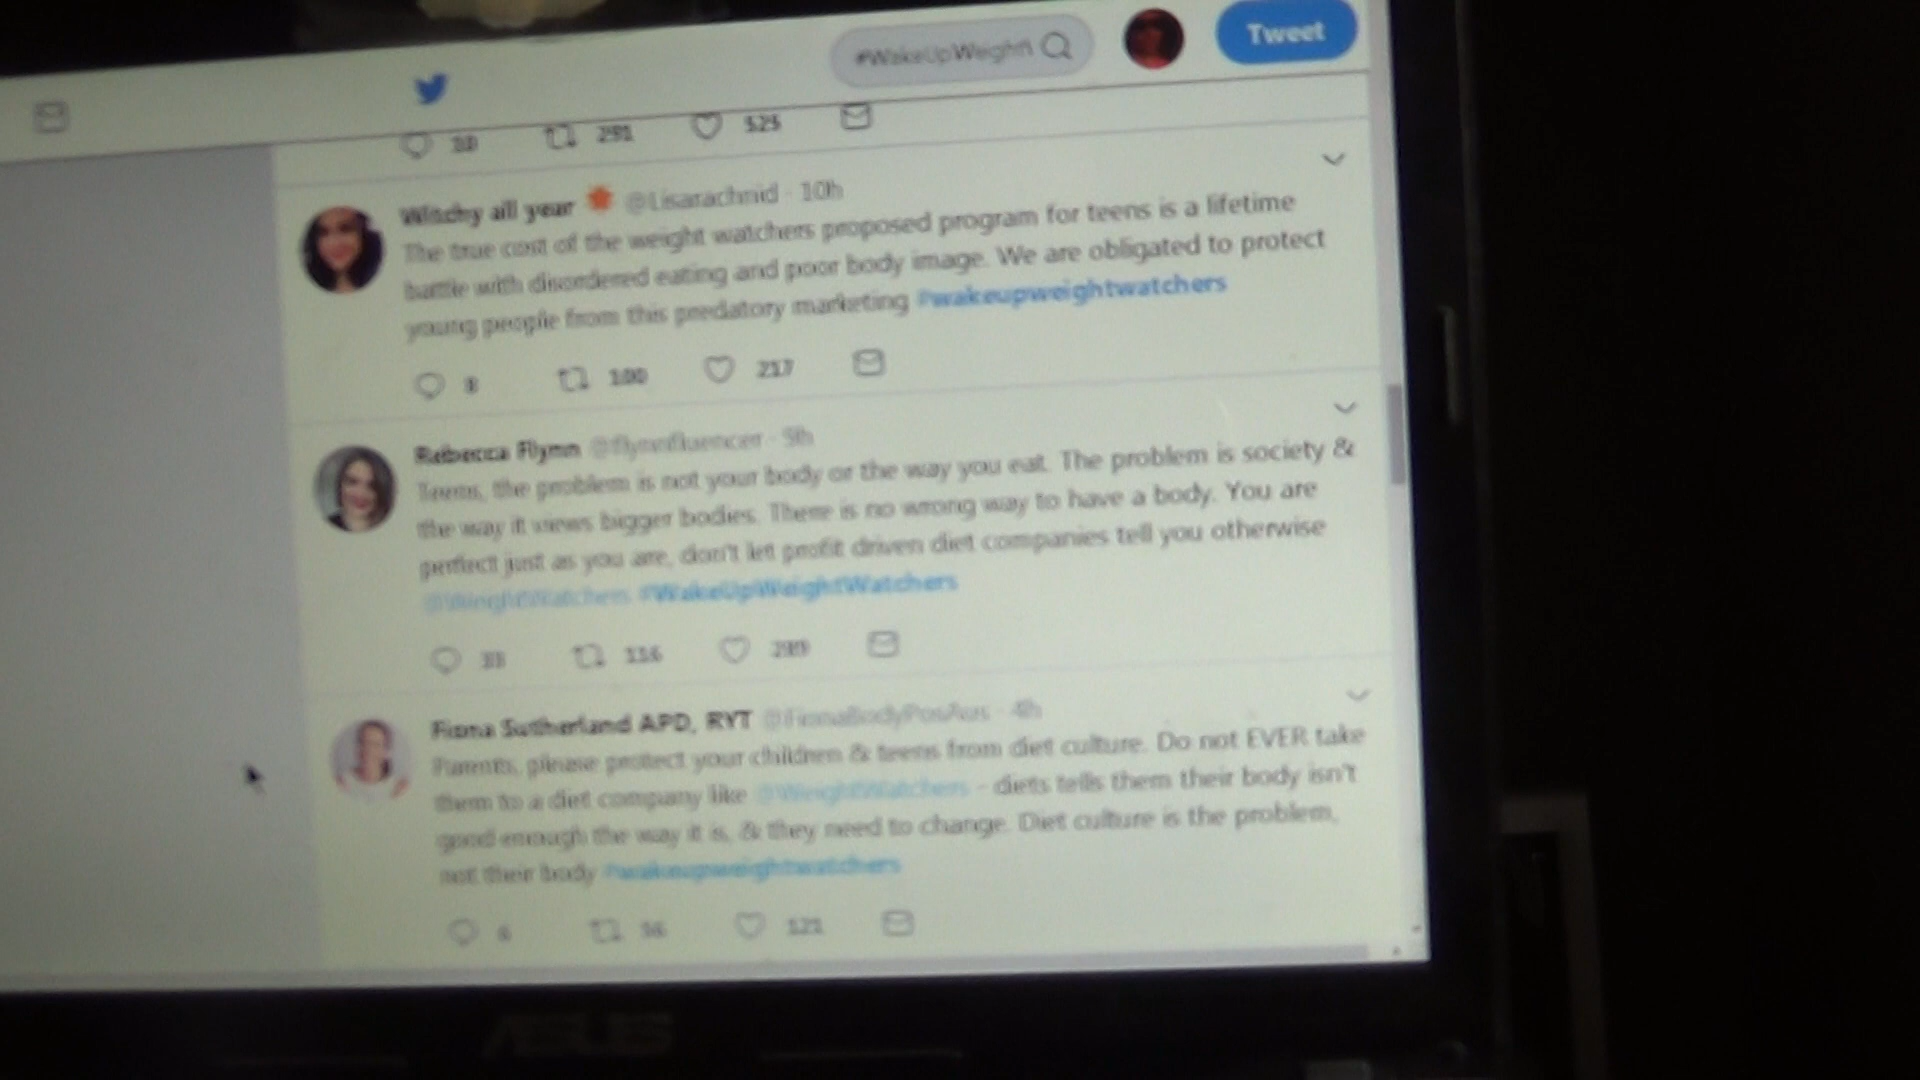 #WakeUpWeightV
Tweet
291 525
Witchy all year @Lisarachnid · 10h
The true cost of the weight watchers proposed program for teens is a lifetime
battle with disordered eating and poor body image. We are obligated to protect
young people from this predatory marketing #wakeupweightwatchers
8 100 217
Rebecca Flynn @flynnfluencer · 9h
Teens, the problem is not your body or the way you eat. The problem is society &
the way it views bigger bodies. There is no wrong way to have a body. You are
perfect just as you are, don't let profit driven diet companies tell you otherwise
@WeightWatchers #WakeUpWeightWatchers
116
Fiona Sutherland APD, RYT @FionaBodyPosAus · 4h
Parents, please protect your children & teens from diet culture. Do not EVER take
them to a diet company like @WeightWatchers - diets tells them their body isn't
good enough the way it is, & they need to change. Diet culture is the problem,
not their body #wakeupweightwatchers
6 56 121
ASUS